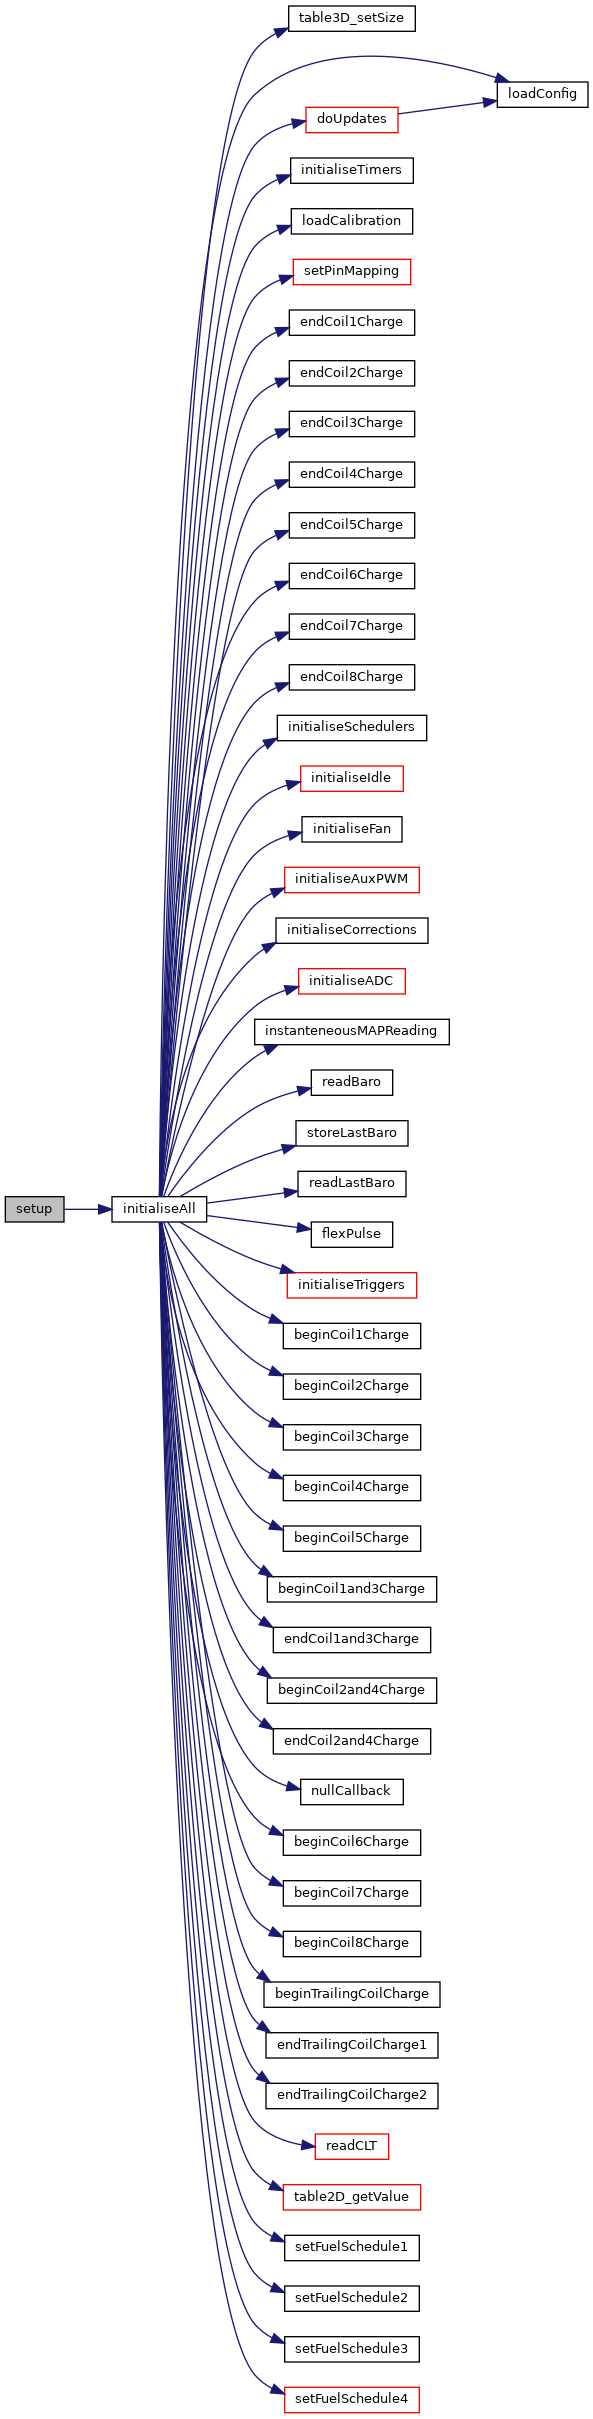 table3D_setSize
loadConfig
doUpdates
initialiseTimers
loadCalibration
setPinMapping
endCoil1Charge
endCoil2Charge
endCoil3Charge
endCoil4Charge
endCoil5Charge
endCoil6Charge
endCoil7Charge
endCoil8Charge
initialiseSchedulers
initialiseIdle
initialiseFan
initialiseAuxPWM
initialiseCorrections
initialiseADC
instanteneousMAPReading
readBaro
storeLastBaro
readLastBaro
setup
initialiseAll
flexPulse
initialiseTriggers
beginCoil1Charge
beginCoil2Charge
beginCoil3Charge
beginCoil4Charge
beginCoil5Charge
beginCoil1and3Charge
endCoil1and3Charge
beginCoil2and4Charge
endCoil2and4Charge
nullCallback
beginCoil6Charge
beginCoil7Charge
beginCoil8Charge
beginTrailingCoilCharge
endTrailingCoilCharge1
endTrailingCoilCharge2
readCLT
table2D_getValue
setFuelSchedule1
setFuelSchedule2
setFuelSchedule3
setFuelSchedule4